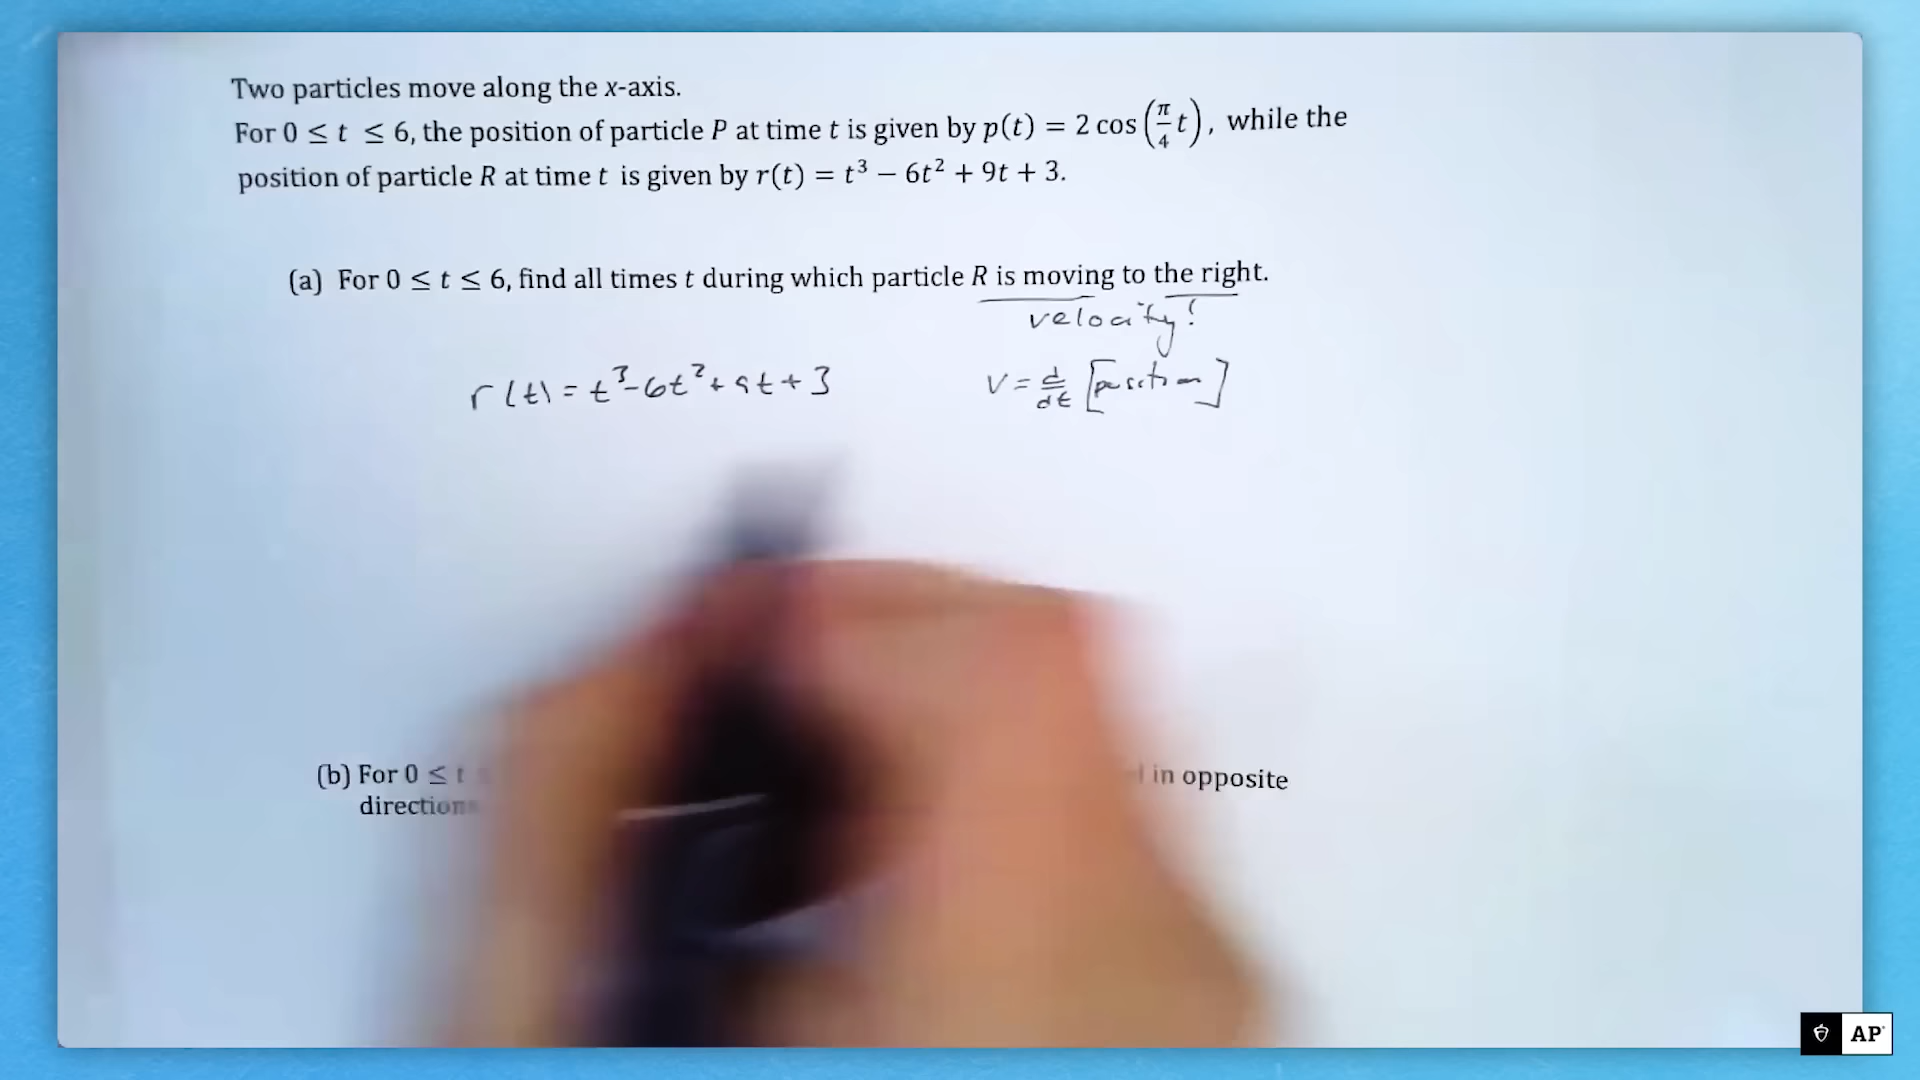 Two particles move along the x-axis.
For 0 ≤ t ≤ 6, the position of particle P at time t is given by p(t) = 2 cos(π/4 t), while the
position of particle R at time t is given by r(t) = t³ − 6t² + 9t + 3.
(a) For 0 ≤ t ≤ 6, find all times t during which particle R is moving to the right.
velocity!
r(t) = t³-6t²+9t+3
v = d/dt [position]
(b) For 0 ≤ t in opposite
directions
AP